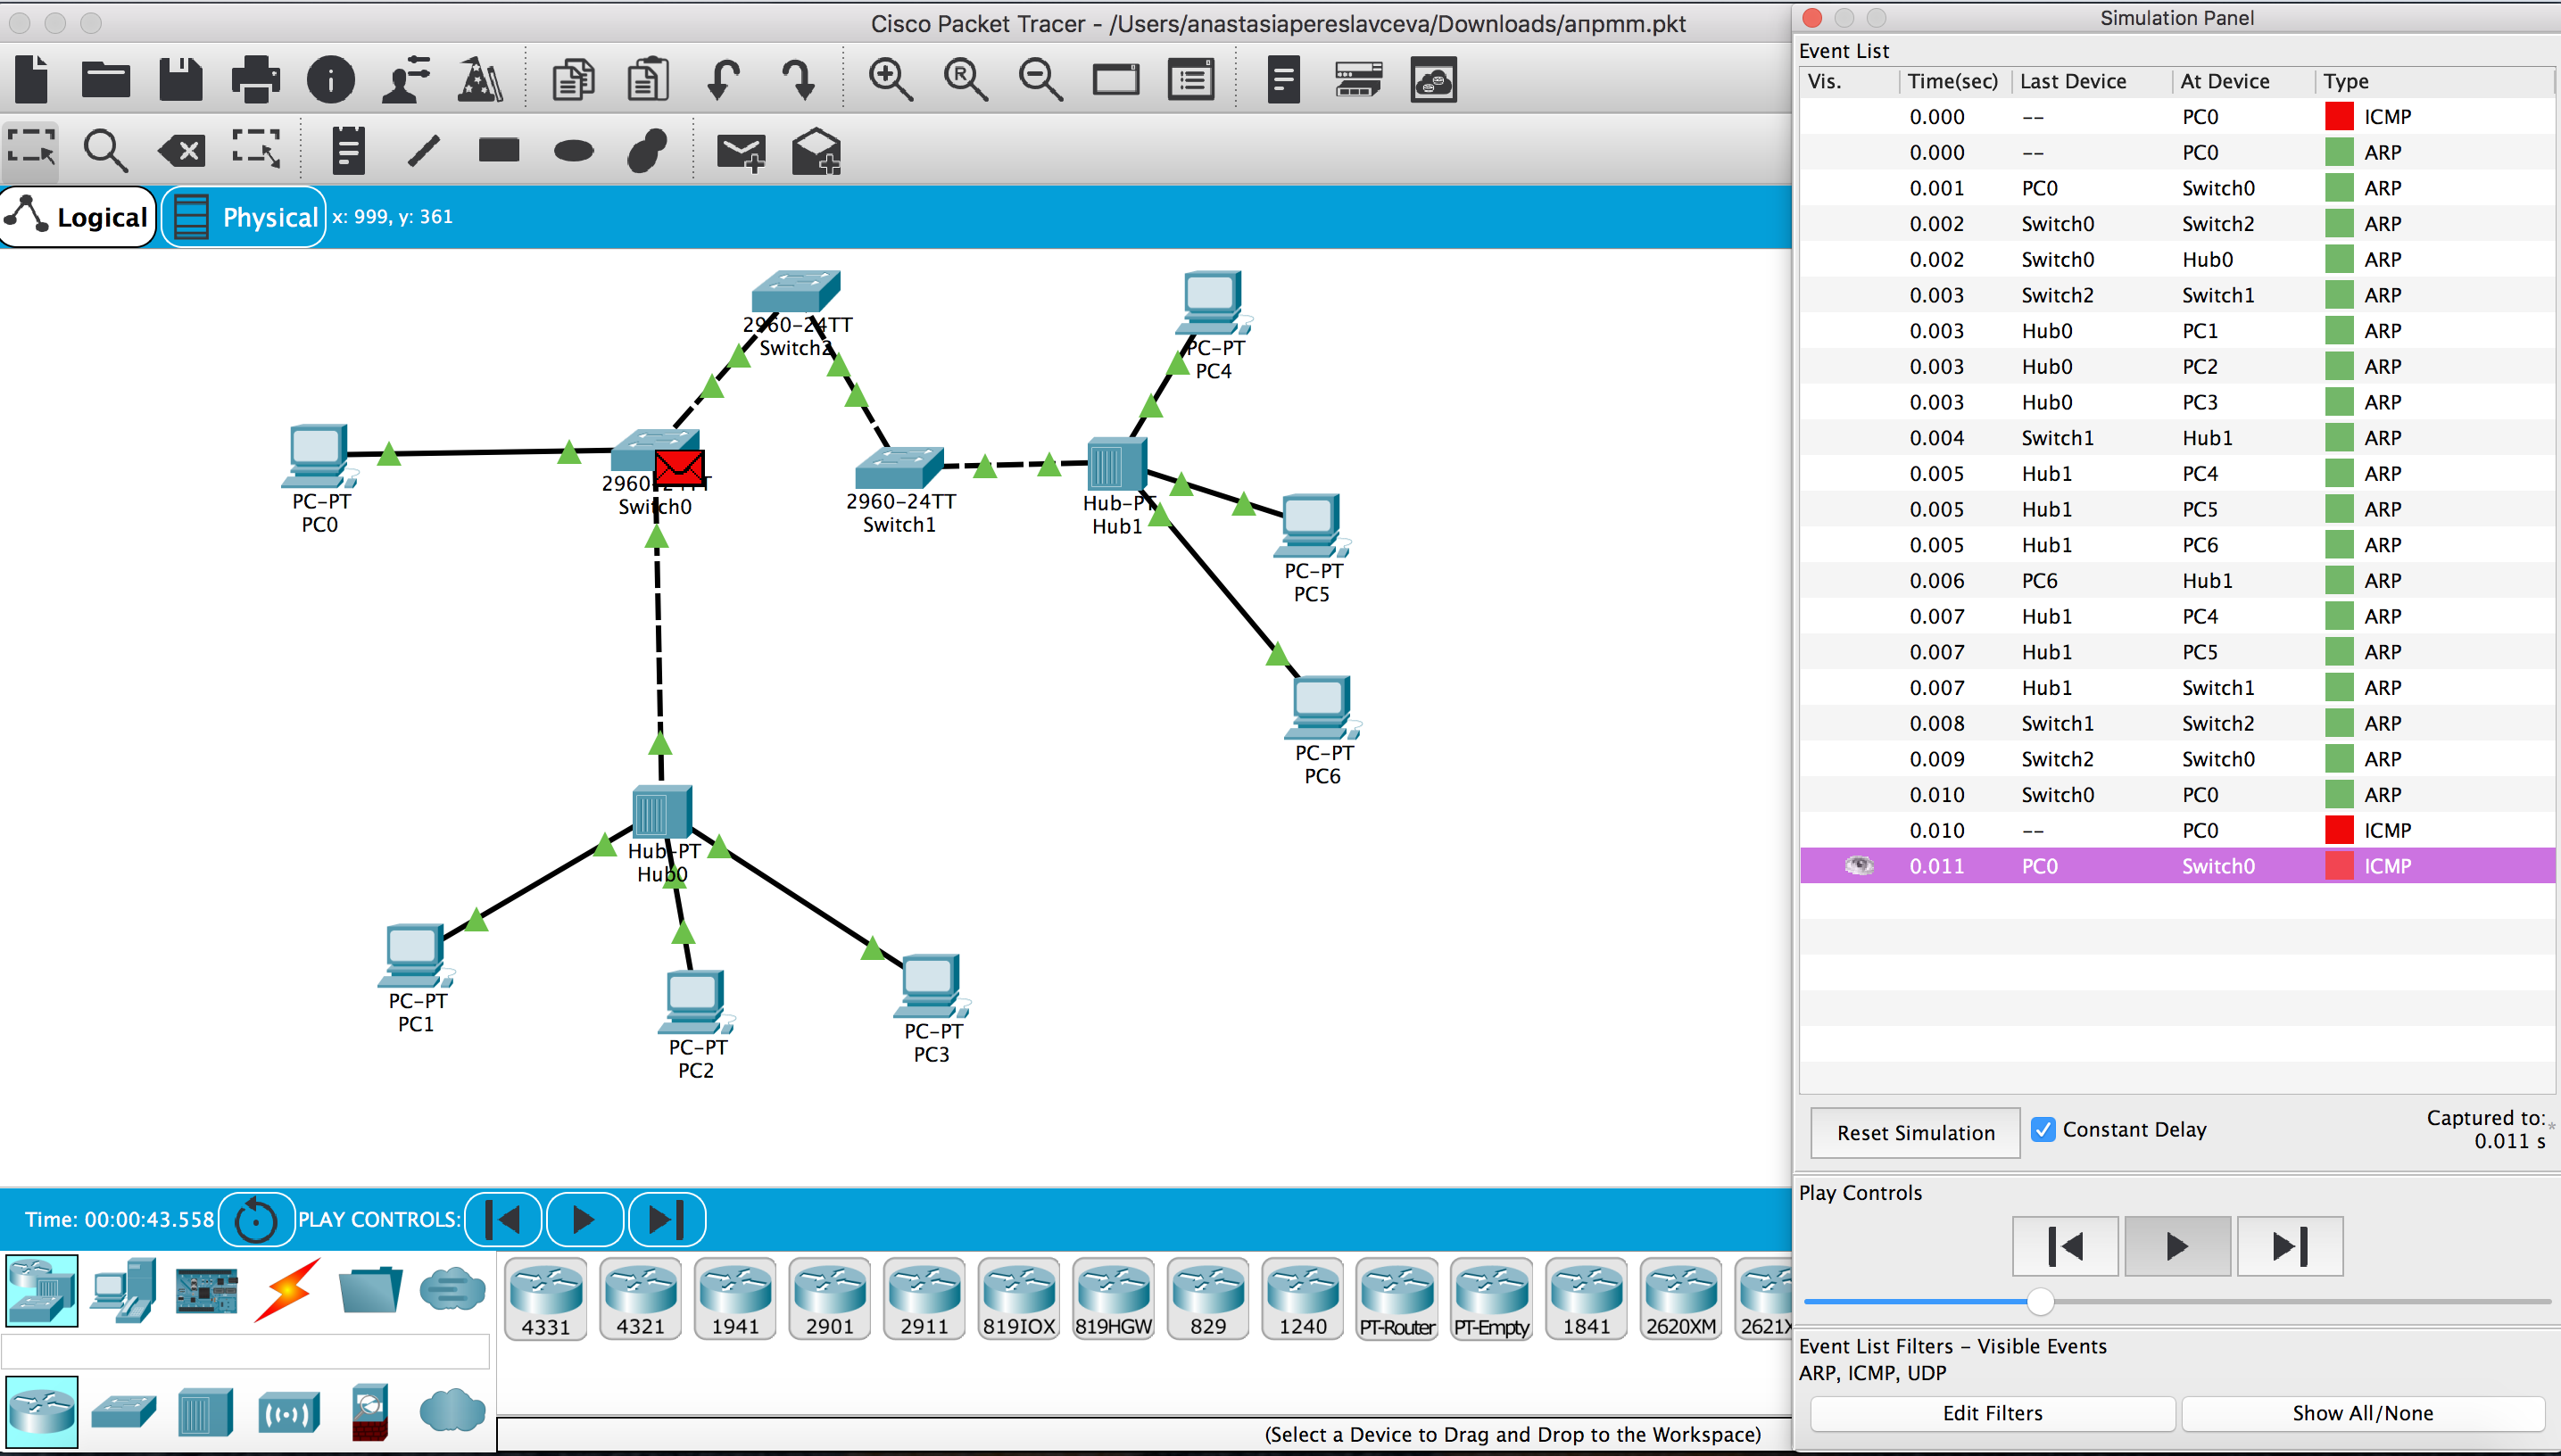 Cisco Packet Tracer - /Users/anastasiapereslavceva/Downloads/апрmm.pkt
Logical
Physical
x: 999, y: 361
2960-24TT
Switch2
PC-PT
PC4
PC-PT
PC0
2960-24TT
Switch0
2960-24TT
Switch1
Hub-PT
Hub1
PC-PT
PC5
PC-PT
PC6
Hub-PT
Hub0
PC-PT
PC1
PC-PT
PC2
PC-PT
PC3
Time: 00:00:43.558
PLAY CONTROLS:
4331
4321
1941
2901
2911
819IOX
819HGW
829
1240
PT-Router
PT-Empty
1841
2620XM
2621X
(Select a Device to Drag and Drop to the Workspace)
Simulation Panel
Event List
Vis. Time(sec) Last Device At Device Type
0.000 -- PC0 ICMP
0.000 -- PC0 ARP
0.001 PC0 Switch0 ARP
0.002 Switch0 Switch2 ARP
0.002 Switch0 Hub0 ARP
0.003 Switch2 Switch1 ARP
0.003 Hub0 PC1 ARP
0.003 Hub0 PC2 ARP
0.003 Hub0 PC3 ARP
0.004 Switch1 Hub1 ARP
0.005 Hub1 PC4 ARP
0.005 Hub1 PC5 ARP
0.005 Hub1 PC6 ARP
0.006 PC6 Hub1 ARP
0.007 Hub1 PC4 ARP
0.007 Hub1 PC5 ARP
0.007 Hub1 Switch1 ARP
0.008 Switch1 Switch2 ARP
0.009 Switch2 Switch0 ARP
0.010 Switch0 PC0 ARP
0.010 -- PC0 ICMP
0.011 PC0 Switch0 ICMP
Reset Simulation
Constant Delay
Captured to:*
0.011 s
Play Controls
Event List Filters - Visible Events
ARP, ICMP, UDP
Edit Filters
Show All/None